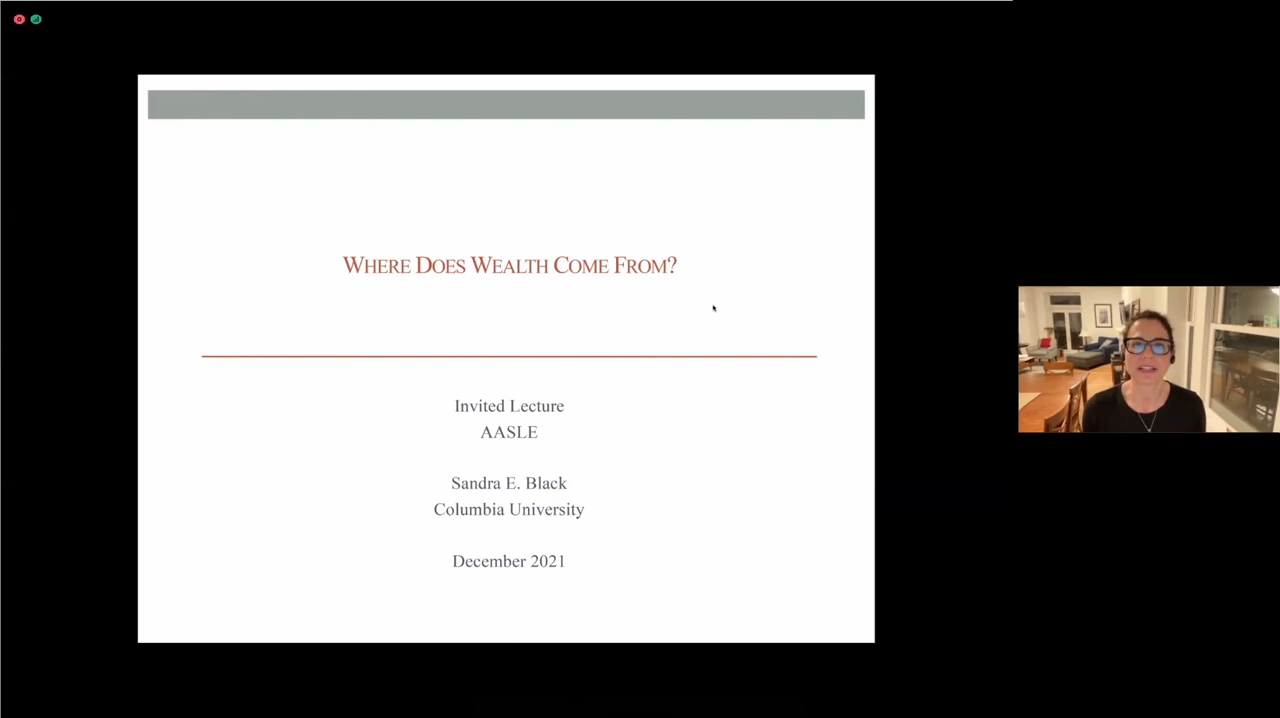 WHERE DOES WEALTH COME FROM?
Invited Lecture
AASLE
Sandra E. Black
Columbia University
December 2021